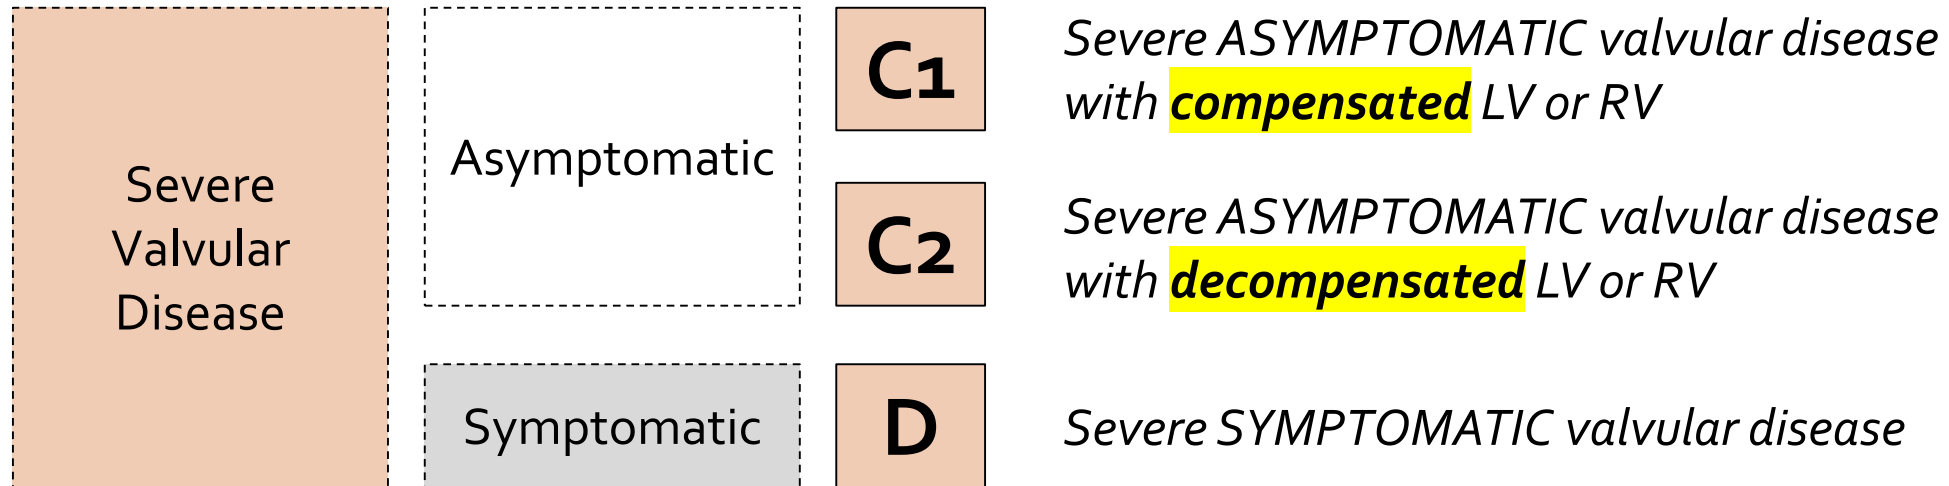 Severe
Valvular
Disease
Asymptomatic
C1
Severe ASYMPTOMATIC valvular disease
with compensated LV or RV
C2
Severe ASYMPTOMATIC valvular disease
with decompensated LV or RV
Symptomatic
D
Severe SYMPTOMATIC valvular disease